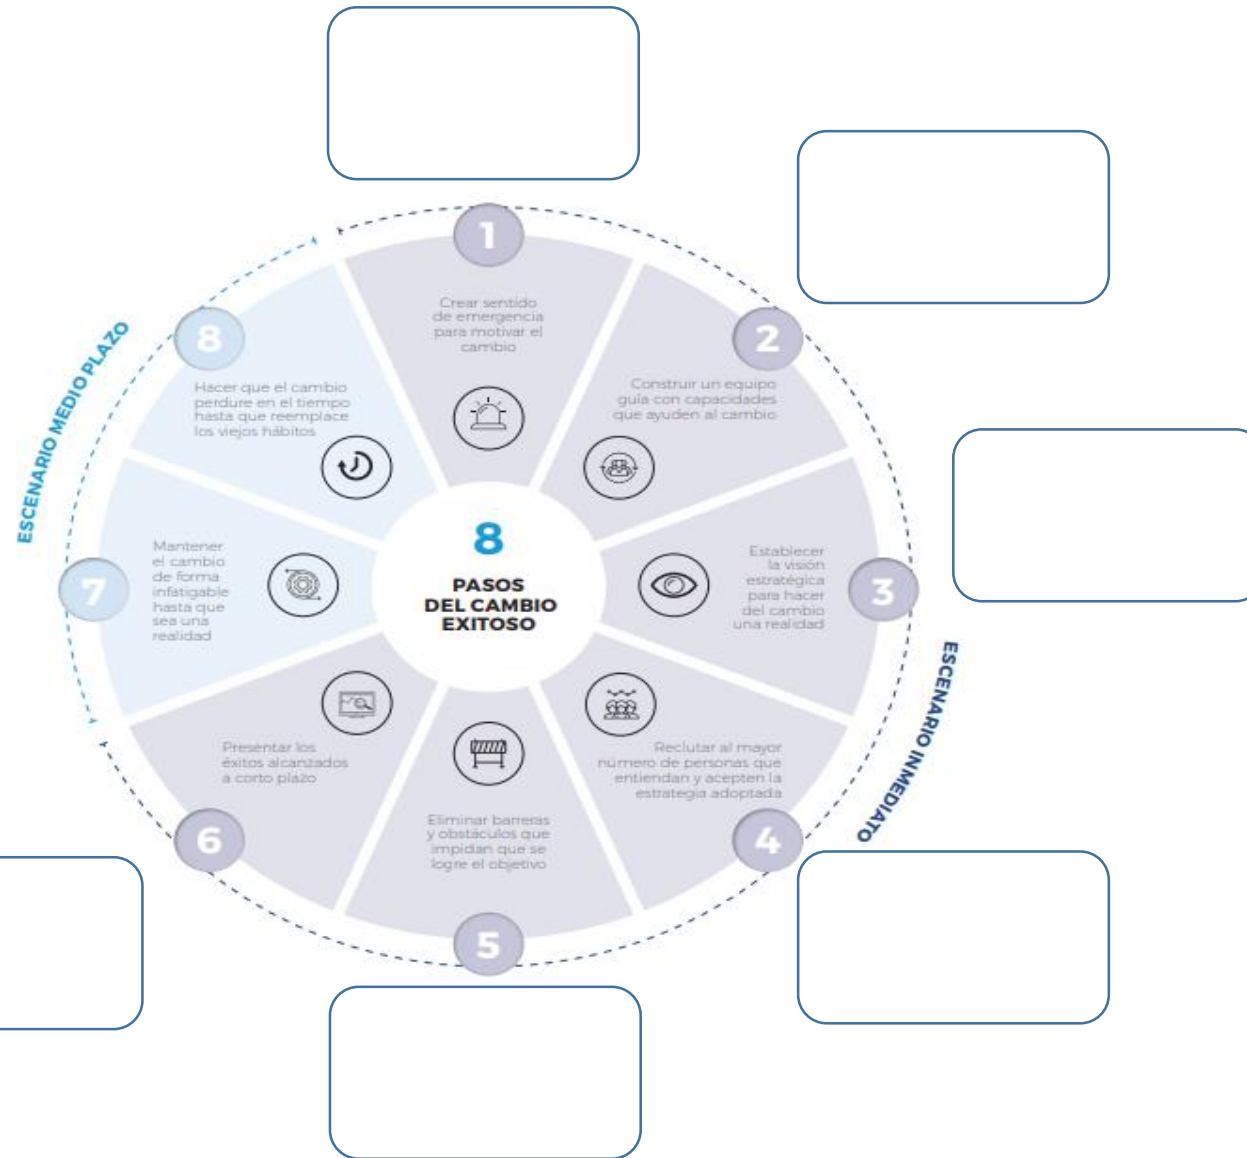 8
PASOS
DEL CAMBIO
EXITOSO
1
Crear sentido
de emergencia
para motivar el
cambio
2
Construir un equipo
guía con capacidades
que ayuden al cambio
3
Establecer
la visión
estratégica
para hacer
del cambio
una realidad
4
Reclutar al mayor
número de personas que
entiendan y acepten la
estrategia adoptada
5
Eliminar barreras
y obstáculos que
impidan que se
logre el objetivo
6
Presentar los
éxitos alcanzados
a corto plazo
7
Mantener
el cambio
de forma
infatigable
hasta que
sea una
realidad
8
Hacer que el cambio
perdure en el tiempo
hasta que reemplace
los viejos hábitos
ESCENARIO INMEDIATO
ESCENARIO MEDIO PLAZO